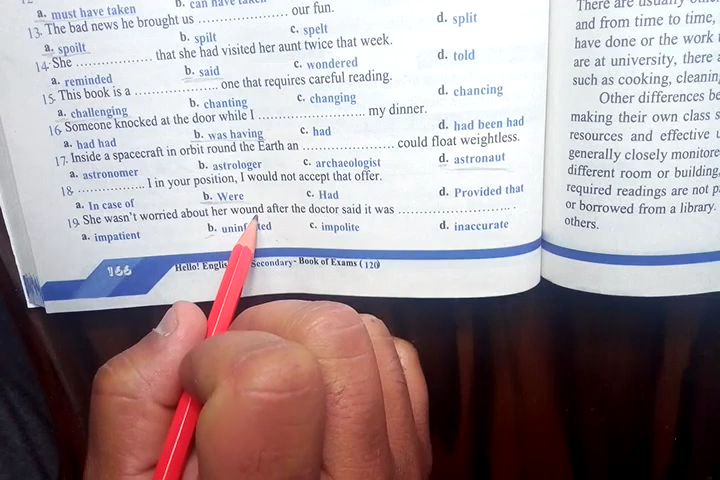 12
a. must have taken b. can have taken
13. The bad news he brought us .................. our fun.
a. spoilt b. spilt c. spelt d. split
14. She .................. that she had visited her aunt twice that week.
a. reminded b. said c. wondered d. told
15. This book is a .................. one that requires careful reading.
a. challenging b. chanting c. changing d. chancing
16. Someone knocked at the door while I .................. my dinner.
a. had had b. was having c. had d. had been had
17. Inside a spacecraft in orbit round the Earth an .................. could float weightless.
a. astronomer b. astrologer c. archaeologist d. astronaut
18. .................. I in your position, I would not accept that offer.
a. In case of b. Were c. Had d. Provided that
19. She wasn't worried about her wound after the doctor said it was .................. .
a. impatient b. c. impolite d. inaccurate
166 Hello! Secondary- Book of Exams (120)
There are usually
and from time to time,
have done or the work
are at university, there
such as cooking,
Other differences
making their own class
resources and effective
generally closely
different room or building,
required readings are not
or borrowed from a library.
others.